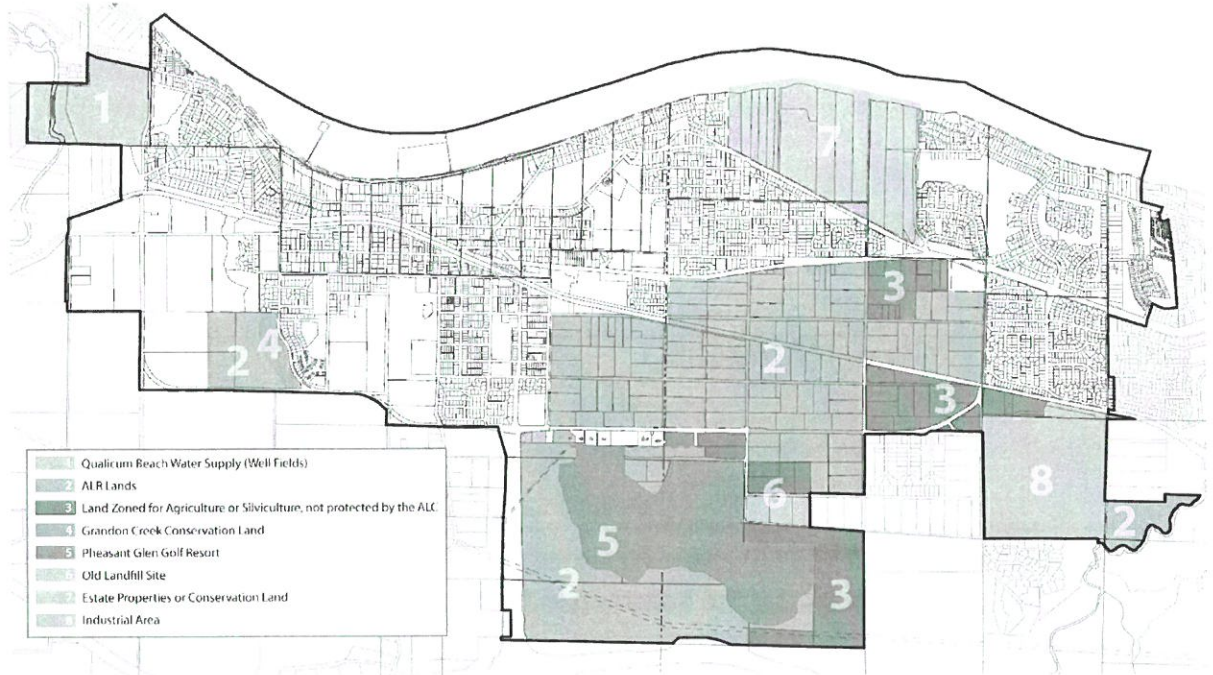 1
7
3
2
4
2
3
6
8
2
5
2
3
1 Qualicum Beach Water Supply (Well Fields)
2 ALR Lands
3 Land Zoned for Agriculture or Silviculture, not protected by the ALC
4 Grandon Creek Conservation Land
5 Pheasant Glen Golf Resort
6 Old Landfill Site
7 Estate Properties or Conservation Land
8 Industrial Area